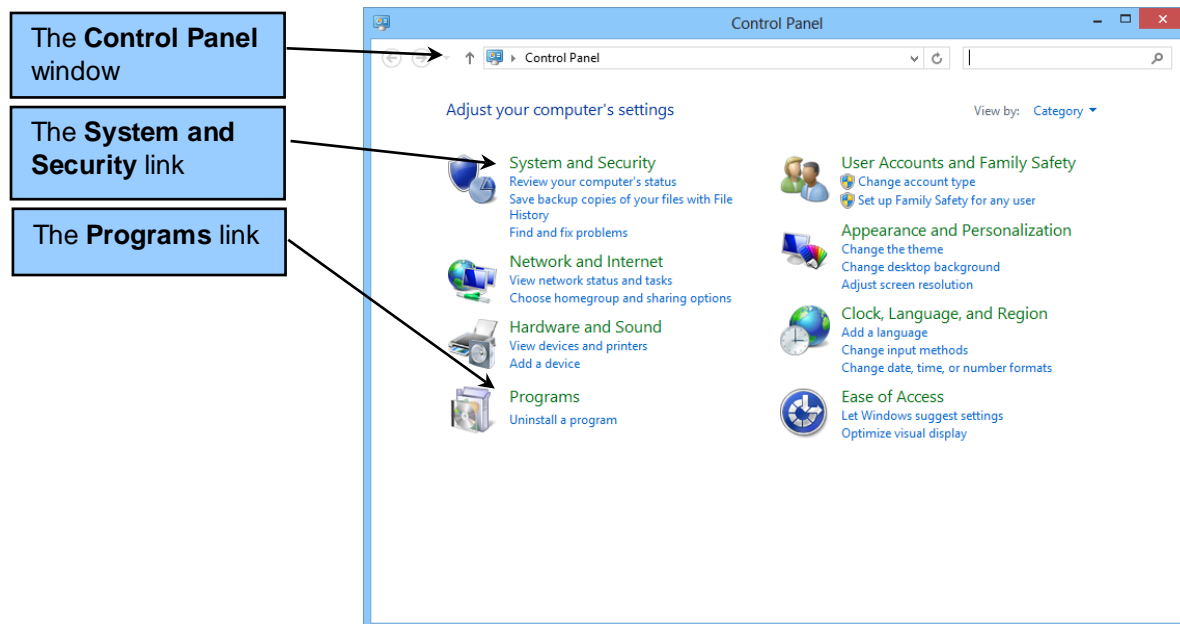 The Control Panel
window
The System and
Security link
The Programs link
Control Panel
Control Panel
Adjust your computer's settings
View by: Category
System and Security
Review your computer's status
Save backup copies of your files with File
History
Find and fix problems
Network and Internet
View network status and tasks
Choose homegroup and sharing options
Hardware and Sound
View devices and printers
Add a device
Programs
Uninstall a program
User Accounts and Family Safety
Change account type
Set up Family Safety for any user
Appearance and Personalization
Change the theme
Change desktop background
Adjust screen resolution
Clock, Language, and Region
Add a language
Change input methods
Change date, time, or number formats
Ease of Access
Let Windows suggest settings
Optimize visual display